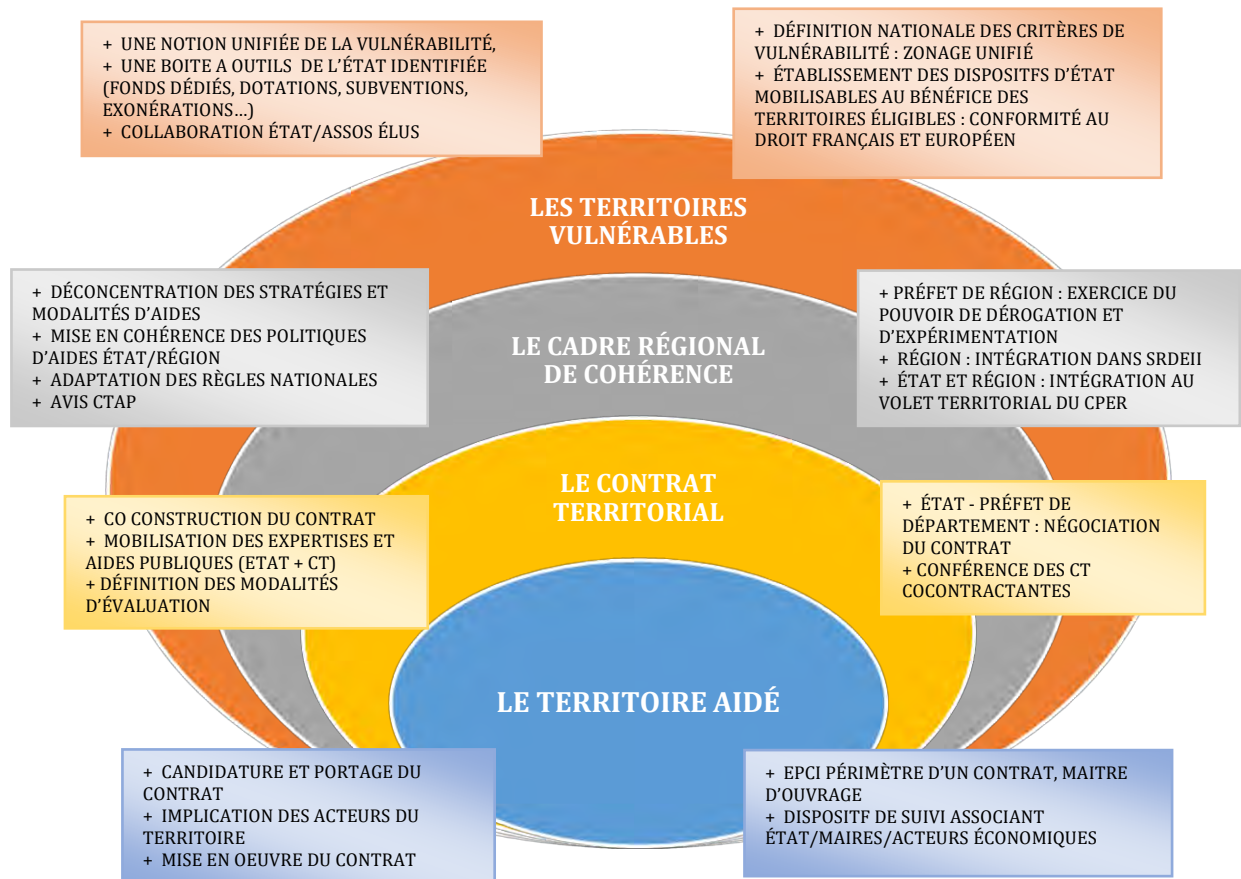 + UNE NOTION UNIFIÉE DE LA VULNÉRABILITÉ,
+ UNE BOITE A OUTILS DE L'ÉTAT IDENTIFIÉE
(FONDS DÉDIÉS, DOTATIONS, SUBVENTIONS,
EXONÉRATIONS…)
+ COLLABORATION ÉTAT/ASSOS ÉLUS
+ DÉFINITION NATIONALE DES CRITÈRES DE
VULNÉRABILITÉ : ZONAGE UNIFIÉ
+ ÉTABLISSEMENT DES DISPOSITFS D'ÉTAT
MOBILISABLES AU BÉNÉFICE DES
TERRITOIRES ÉLIGIBLES : CONFORMITÉ AU
DROIT FRANÇAIS ET EUROPÉEN
LES TERRITOIRES
VULNÉRABLES
+ DÉCONCENTRATION DES STRATÉGIES ET
MODALITÉS D'AIDES
+ MISE EN COHÉRENCE DES POLITIQUES
D'AIDES ÉTAT/RÉGION
+ ADAPTATION DES RÈGLES NATIONALES
+ AVIS CTAP
LE CADRE RÉGIONAL
DE COHÉRENCE
+ PRÉFET DE RÉGION : EXERCICE DU
POUVOIR DE DÉROGATION ET
D'EXPÉRIMENTATION
+ RÉGION : INTÉGRATION DANS SRDEII
+ ÉTAT ET RÉGION : INTÉGRATION AU
VOLET TERRITORIAL DU CPER
LE CONTRAT
TERRITORIAL
+ CO CONSTRUCTION DU CONTRAT
+ MOBILISATION DES EXPERTISES ET
AIDES PUBLIQUES (ETAT + CT)
+ DÉFINITION DES MODALITÉS
D'ÉVALUATION
+ ÉTAT - PRÉFET DE
DÉPARTEMENT : NÉGOCIATION
DU CONTRAT
+ CONFÉRENCE DES CT
COCONTRACTANTES
LE TERRITOIRE AIDÉ
+ CANDIDATURE ET PORTAGE DU
CONTRAT
+ IMPLICATION DES ACTEURS DU
TERRITOIRE
+ MISE EN OEUVRE DU CONTRAT
+ EPCI PÉRIMÈTRE D'UN CONTRAT, MAITRE
D'OUVRAGE
+ DISPOSITF DE SUIVI ASSOCIANT
ÉTAT/MAIRES/ACTEURS ÉCONOMIQUES